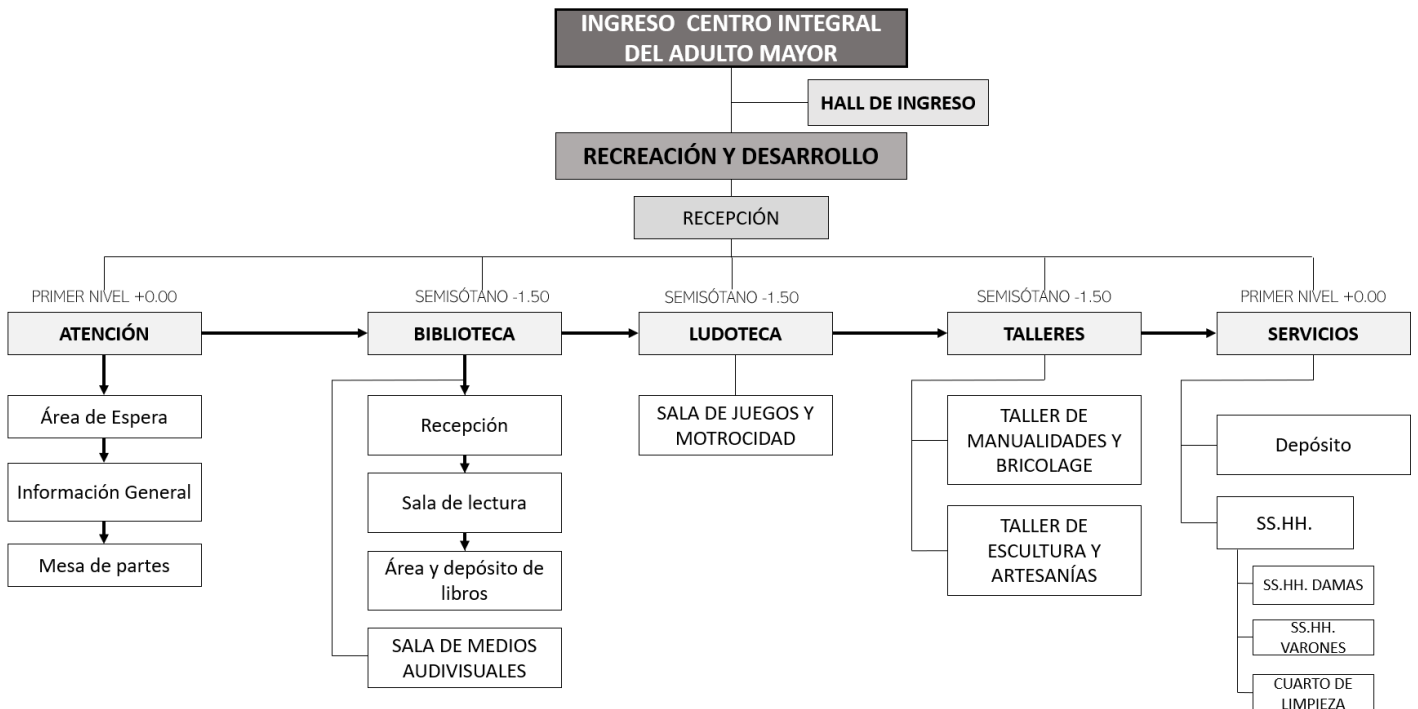 INGRESO CENTRO INTEGRAL
DEL ADULTO MAYOR
HALL DE INGRESO
RECREACIÓN Y DESARROLLO
RECEPCIÓN
PRIMER NIVEL +0.00
SEMISÓTANO -1.50
SEMISÓTANO -1.50
SEMISÓTANO -1.50
PRIMER NIVEL +0.00
ATENCIÓN
BIBLIOTECA
LUDOTECA
TALLERES
SERVICIOS
Área de Espera
Información General
Mesa de partes
Recepción
Sala de lectura
Área y depósito de
libros
SALA DE MEDIOS
AUDIVISUALES
SALA DE JUEGOS Y
MOTROCIDAD
TALLER DE
MANUALIDADES Y
BRICOLAGE
TALLER DE
ESCULTURA Y
ARTESANÍAS
Depósito
SS.HH.
SS.HH. DAMAS
SS.HH.
VARONES
CUARTO DE
LIMPIEZA